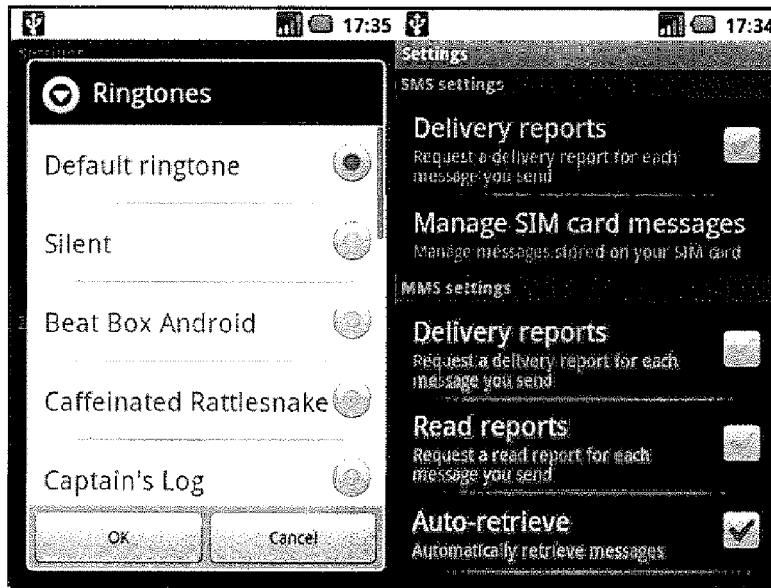 17:35
Ringtones
Default ringtone
Silent
Beat Box Android
Caffeinated Rattlesnake
Captain's Log
OK
Cancel
17:34
Settings
SMS settings
Delivery reports
Request a delivery report for each
message you send
Manage SIM card messages
Manage messages stored on your SIM card
MMS settings
Delivery reports
Request a delivery report for each
message you send
Read reports
Request a read report for each
message you send
Auto-retrieve
Automatically retrieve messages